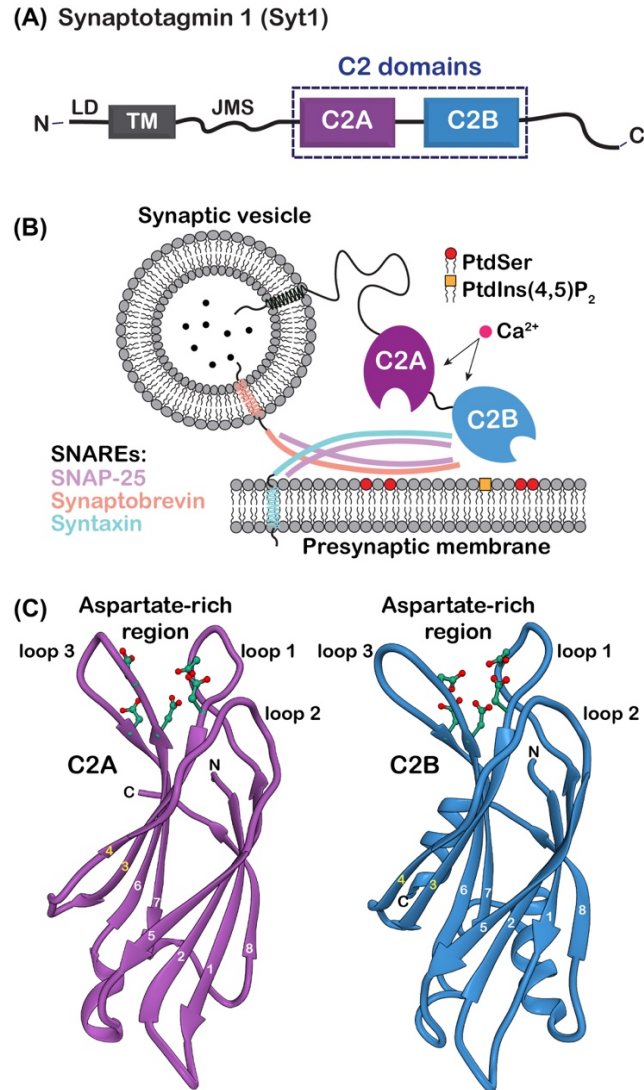 (A) Synaptotagmin 1 (Syt1)
C2 domains
N LD TM JMS C2A C2B C
(B)
Synaptic vesicle
PtdSer
PtdIns(4,5)P₂
Ca²⁺
C2A
C2B
SNAREs:
SNAP-25
Synaptobrevin
Syntaxin
Presynaptic membrane
(C)
Aspartate-rich
region
loop 3
loop 1
loop 2
C2A
N
C
4
3
6
7
5
2
1
8
Aspartate-rich
region
loop 3
loop 1
loop 2
C2B
N
4
3
C
6
7
5
2
1
8